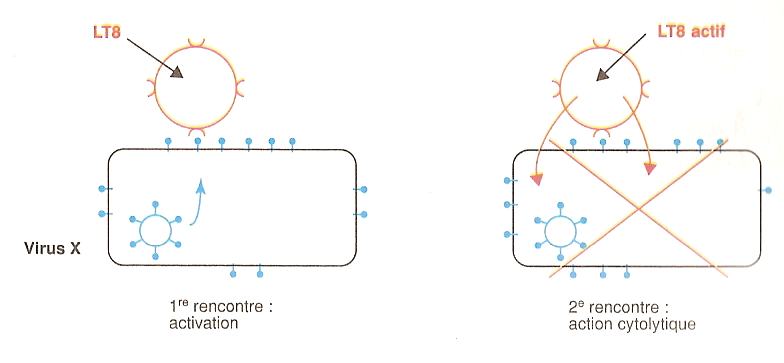 LT8
LT8 actif
Virus X
1re rencontre :
activation
2e rencontre :
action cytolytique